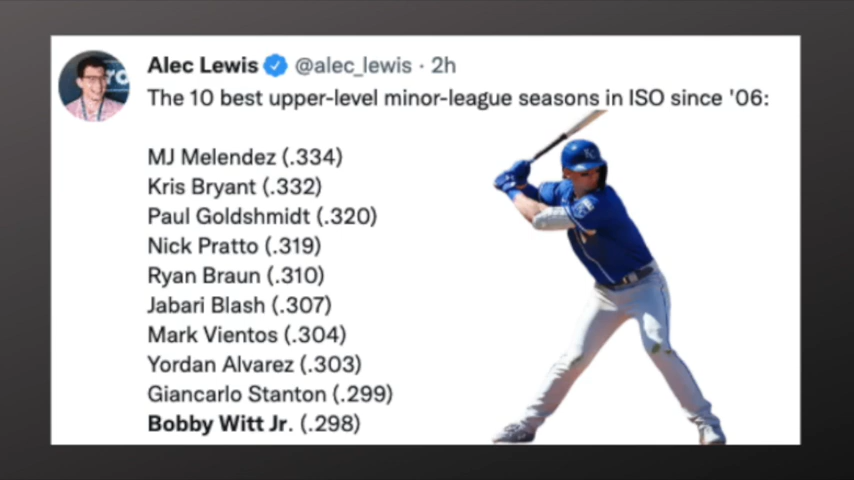 Alec Lewis @alec_lewis · 2h
The 10 best upper-level minor-league seasons in ISO since '06:
MJ Melendez (.334)
Kris Bryant (.332)
Paul Goldshmidt (.320)
Nick Pratto (.319)
Ryan Braun (.310)
Jabari Blash (.307)
Mark Vientos (.304)
Yordan Alvarez (.303)
Giancarlo Stanton (.299)
Bobby Witt Jr. (.298)
KC